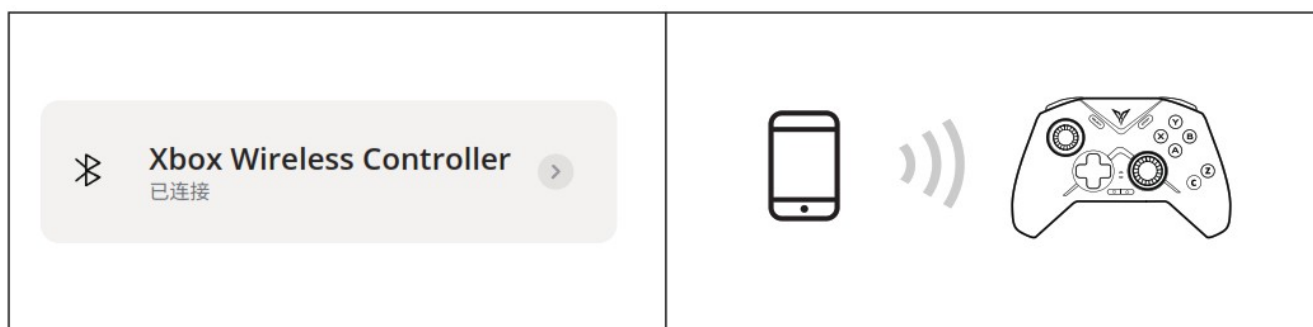 Xbox Wireless Controller
已连接
Y
X
B
A
Z
C